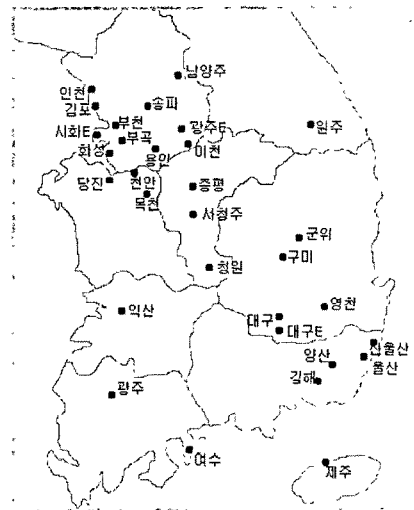 남양주
인천
김포
송파
부천
시화E
부곡
광주E
원주
화성
용인
이천
당진
천안
목천
증평
서청주
군위
구미
청원
익산
영천
대구
대구E
신울산
양산
울산
김해
광주
여수
제주